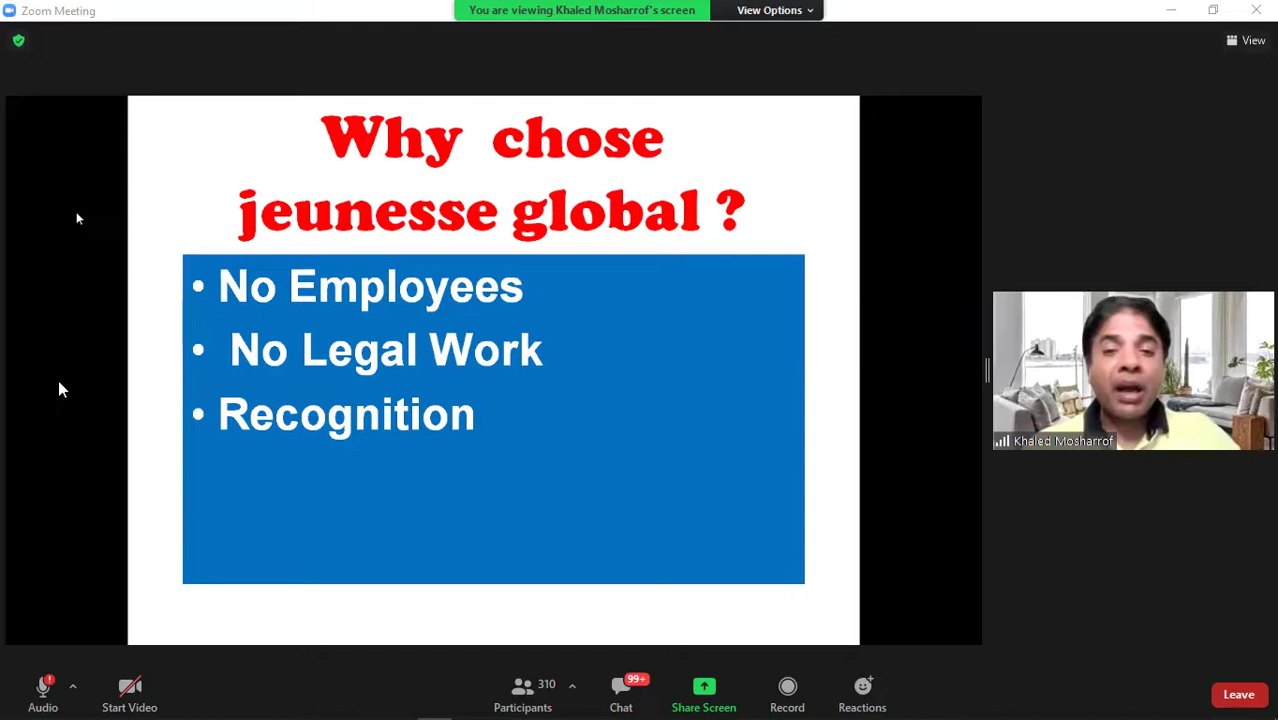 Zoom Meeting
You are viewing Khaled Mosharrof's screen
View Options
View
Why chose
jeunesse global ?
• No Employees
• No Legal Work
• Recognition
Khaled Mosharrof
310
99+
Audio
Start Video
Participants
Chat
Share Screen
Record
Reactions
Leave